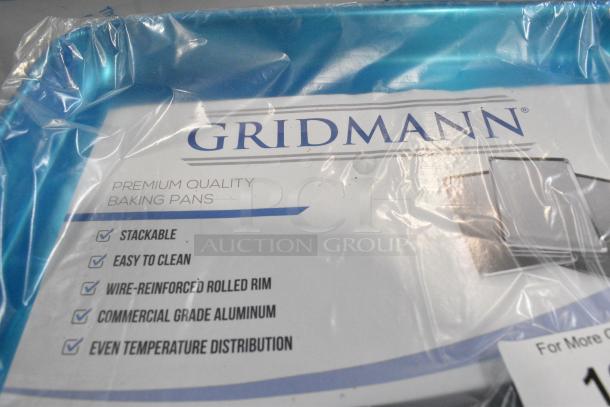 GRIDMANN®
PREMIUM QUALITY
BAKING PANS
PCI
AUCTION GROUP
STACKABLE
EASY TO CLEAN
WIRE-REINFORCED ROLLED RIM
COMMERCIAL GRADE ALUMINUM
EVEN TEMPERATURE DISTRIBUTION
For More